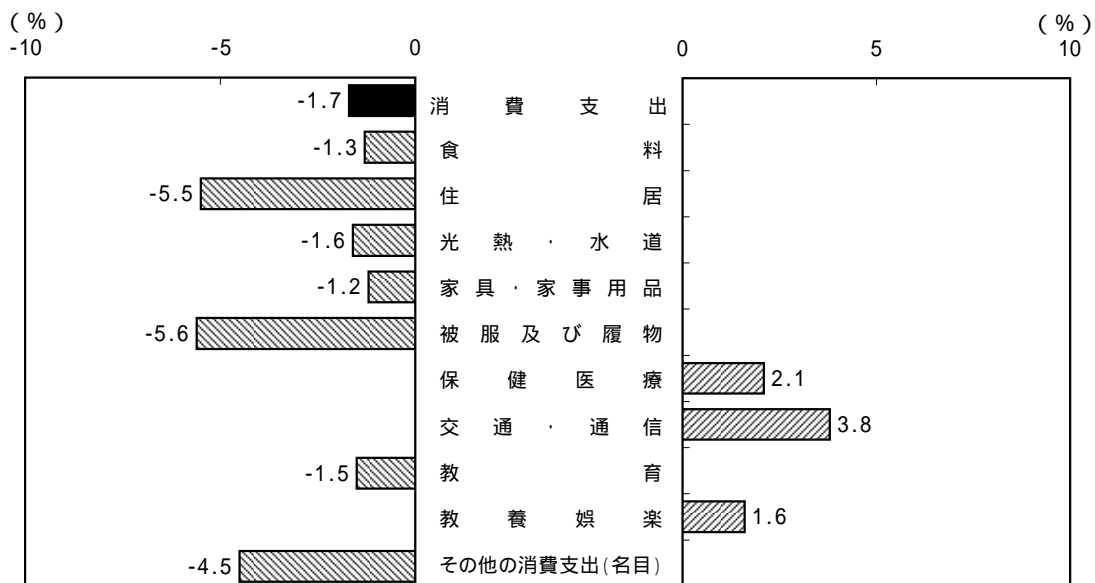 (%) (%)
-10 -5 0 0 5 10
-1.7 消費支出
-1.3 食料
-5.5 住居
-1.6 光熱・水道
-1.2 家具・家事用品
-5.6 被服及び履物
保健医療 2.1
交通・通信 3.8
-1.5 教育
教養娯楽 1.6
-4.5 その他の消費支出(名目)